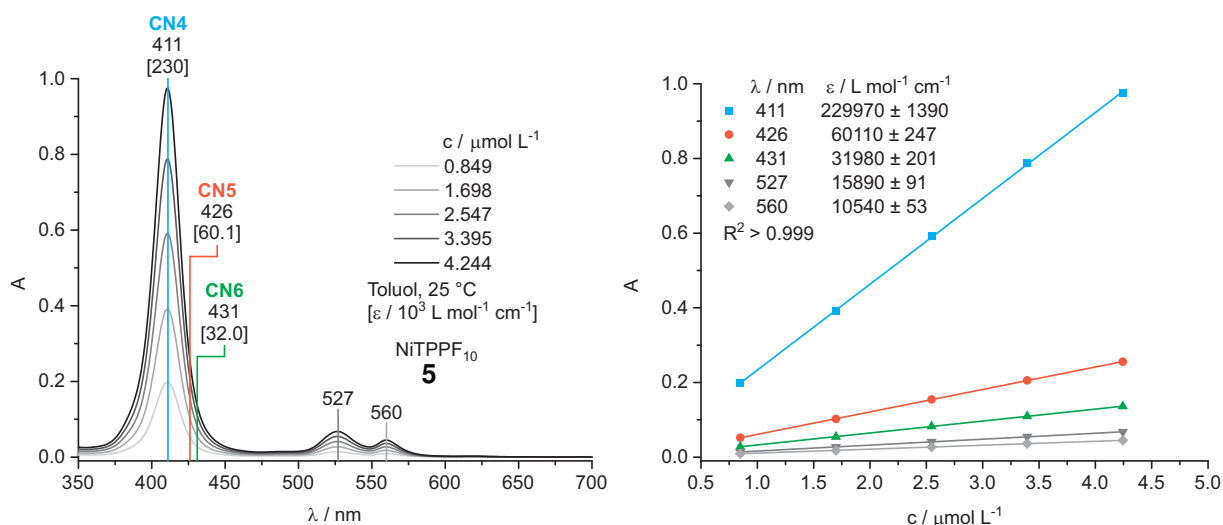 CN4
411
[230]
CN5
426
[60.1]
CN6
431
[32.0]
c / μmol L⁻¹
0.849
1.698
2.547
3.395
4.244
Toluol, 25 °C
[ε / 10³ L mol⁻¹ cm⁻¹]
NiTPPF₁₀
5
527
560
A
1.0
0.8
0.6
0.4
0.2
0.0
350
400
450
500
550
600
650
700
λ / nm
λ / nm ε / L mol⁻¹ cm⁻¹
411 229970 ± 1390
426 60110 ± 247
431 31980 ± 201
527 15890 ± 91
560 10540 ± 53
R² > 0.999
A
1.0
0.8
0.6
0.4
0.2
0.0
0.5
1.0
1.5
2.0
2.5
3.0
3.5
4.0
4.5
5.0
c / μmol L⁻¹